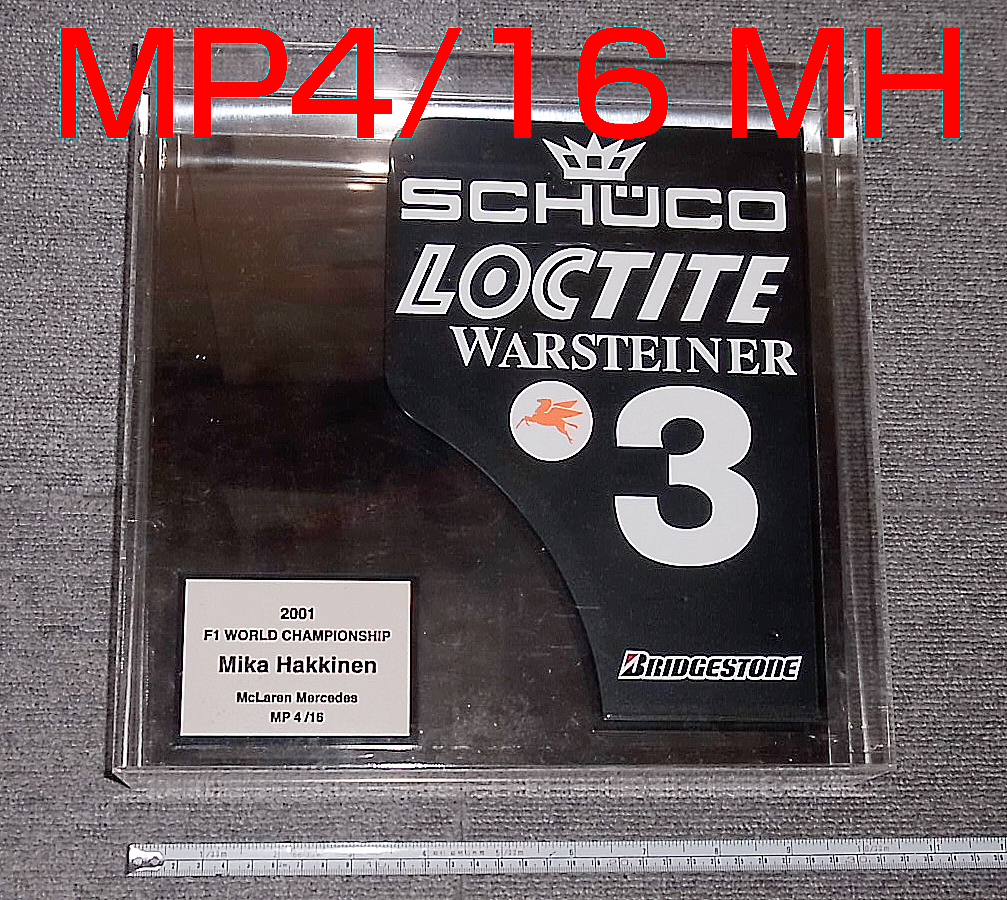 MP4/16 MH
SCHÜCO
LOCTITE
WARSTEINER
3
BRIDGESTONE
2001
F1 WORLD CHAMPIONSHIP
Mika Hakkinen
McLaren Mercedes
MP 4 /16